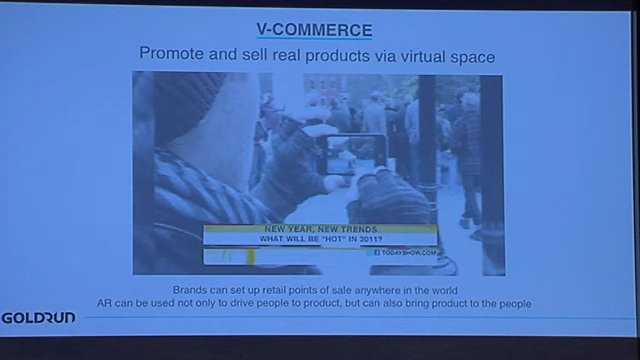 V-COMMERCE
Promote and sell real products via virtual space
NEW YEAR, NEW TRENDS
WHAT WILL BE "HOT" IN 2011?
TODAYSHOW.COM
Brands can set up retail points of sale anywhere in the world
AR can be used not only to drive people to product, but can also bring product to the people
GOLDRUN